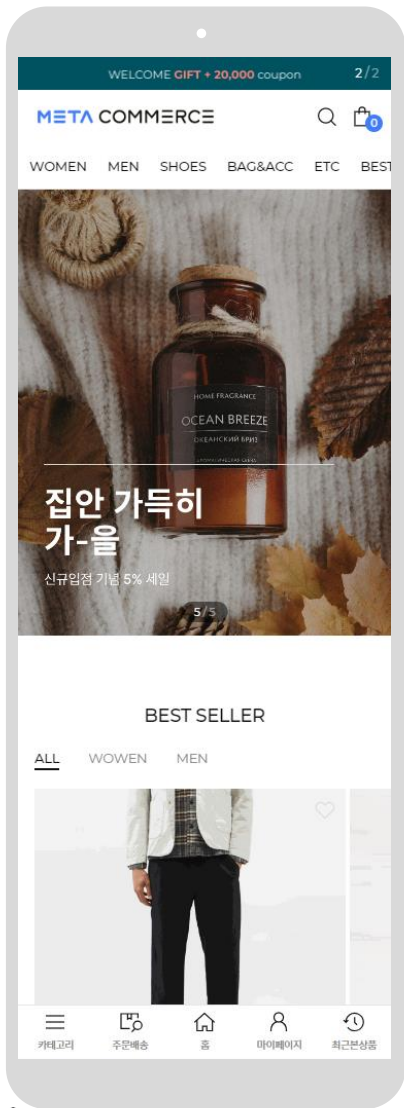 WELCOME GIFT + 20,000 coupon 2/2
META COMMERCE
0
WOMEN MEN SHOES BAG&ACC ETC BEST
HOME FRAGRANCE
OCEAN BREEZE
ОКЕАНСКИЙ БРИЗ
집안 가득히
가-을
신규입점 기념 5% 세일
5/5
BEST SELLER
ALL WOWEN MEN
카테고리 주문배송 홈 마이페이지 최근본상품